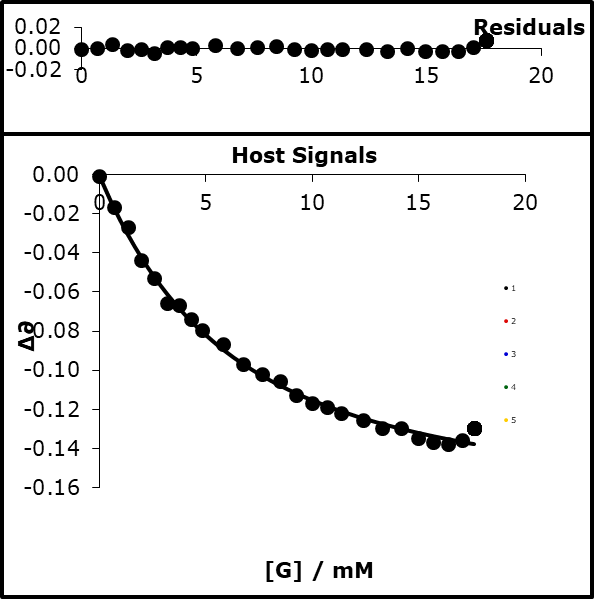 Residuals
0.02
0.00
-0.02
0 5 10 15 20
Host Signals
0.00
0 5 10 15 20
-0.02
-0.04
-0.06
-0.08
-0.10
-0.12
-0.14
-0.16
Δ∂
1
2
3
4
5
[G] / mM